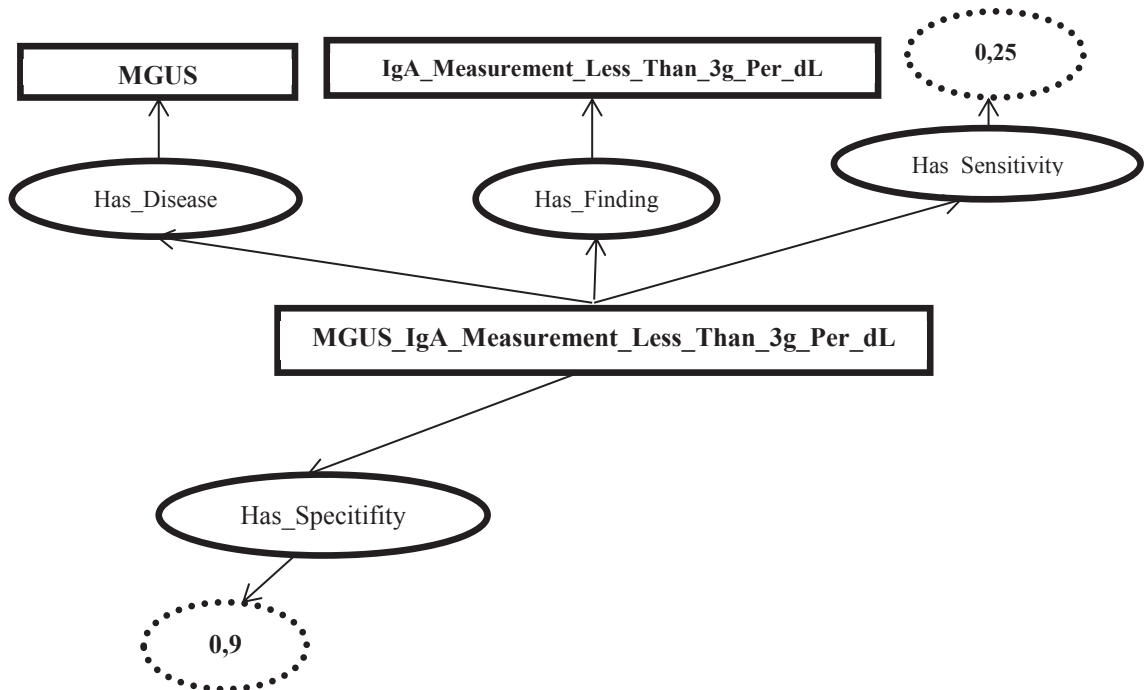 MGUS
IgA_Measurement_Less_Than_3g_Per_dL
0,25
Has_Disease
Has_Finding
Has_Sensitivity
MGUS_IgA_Measurement_Less_Than_3g_Per_dL
Has_Specitifity
0,9